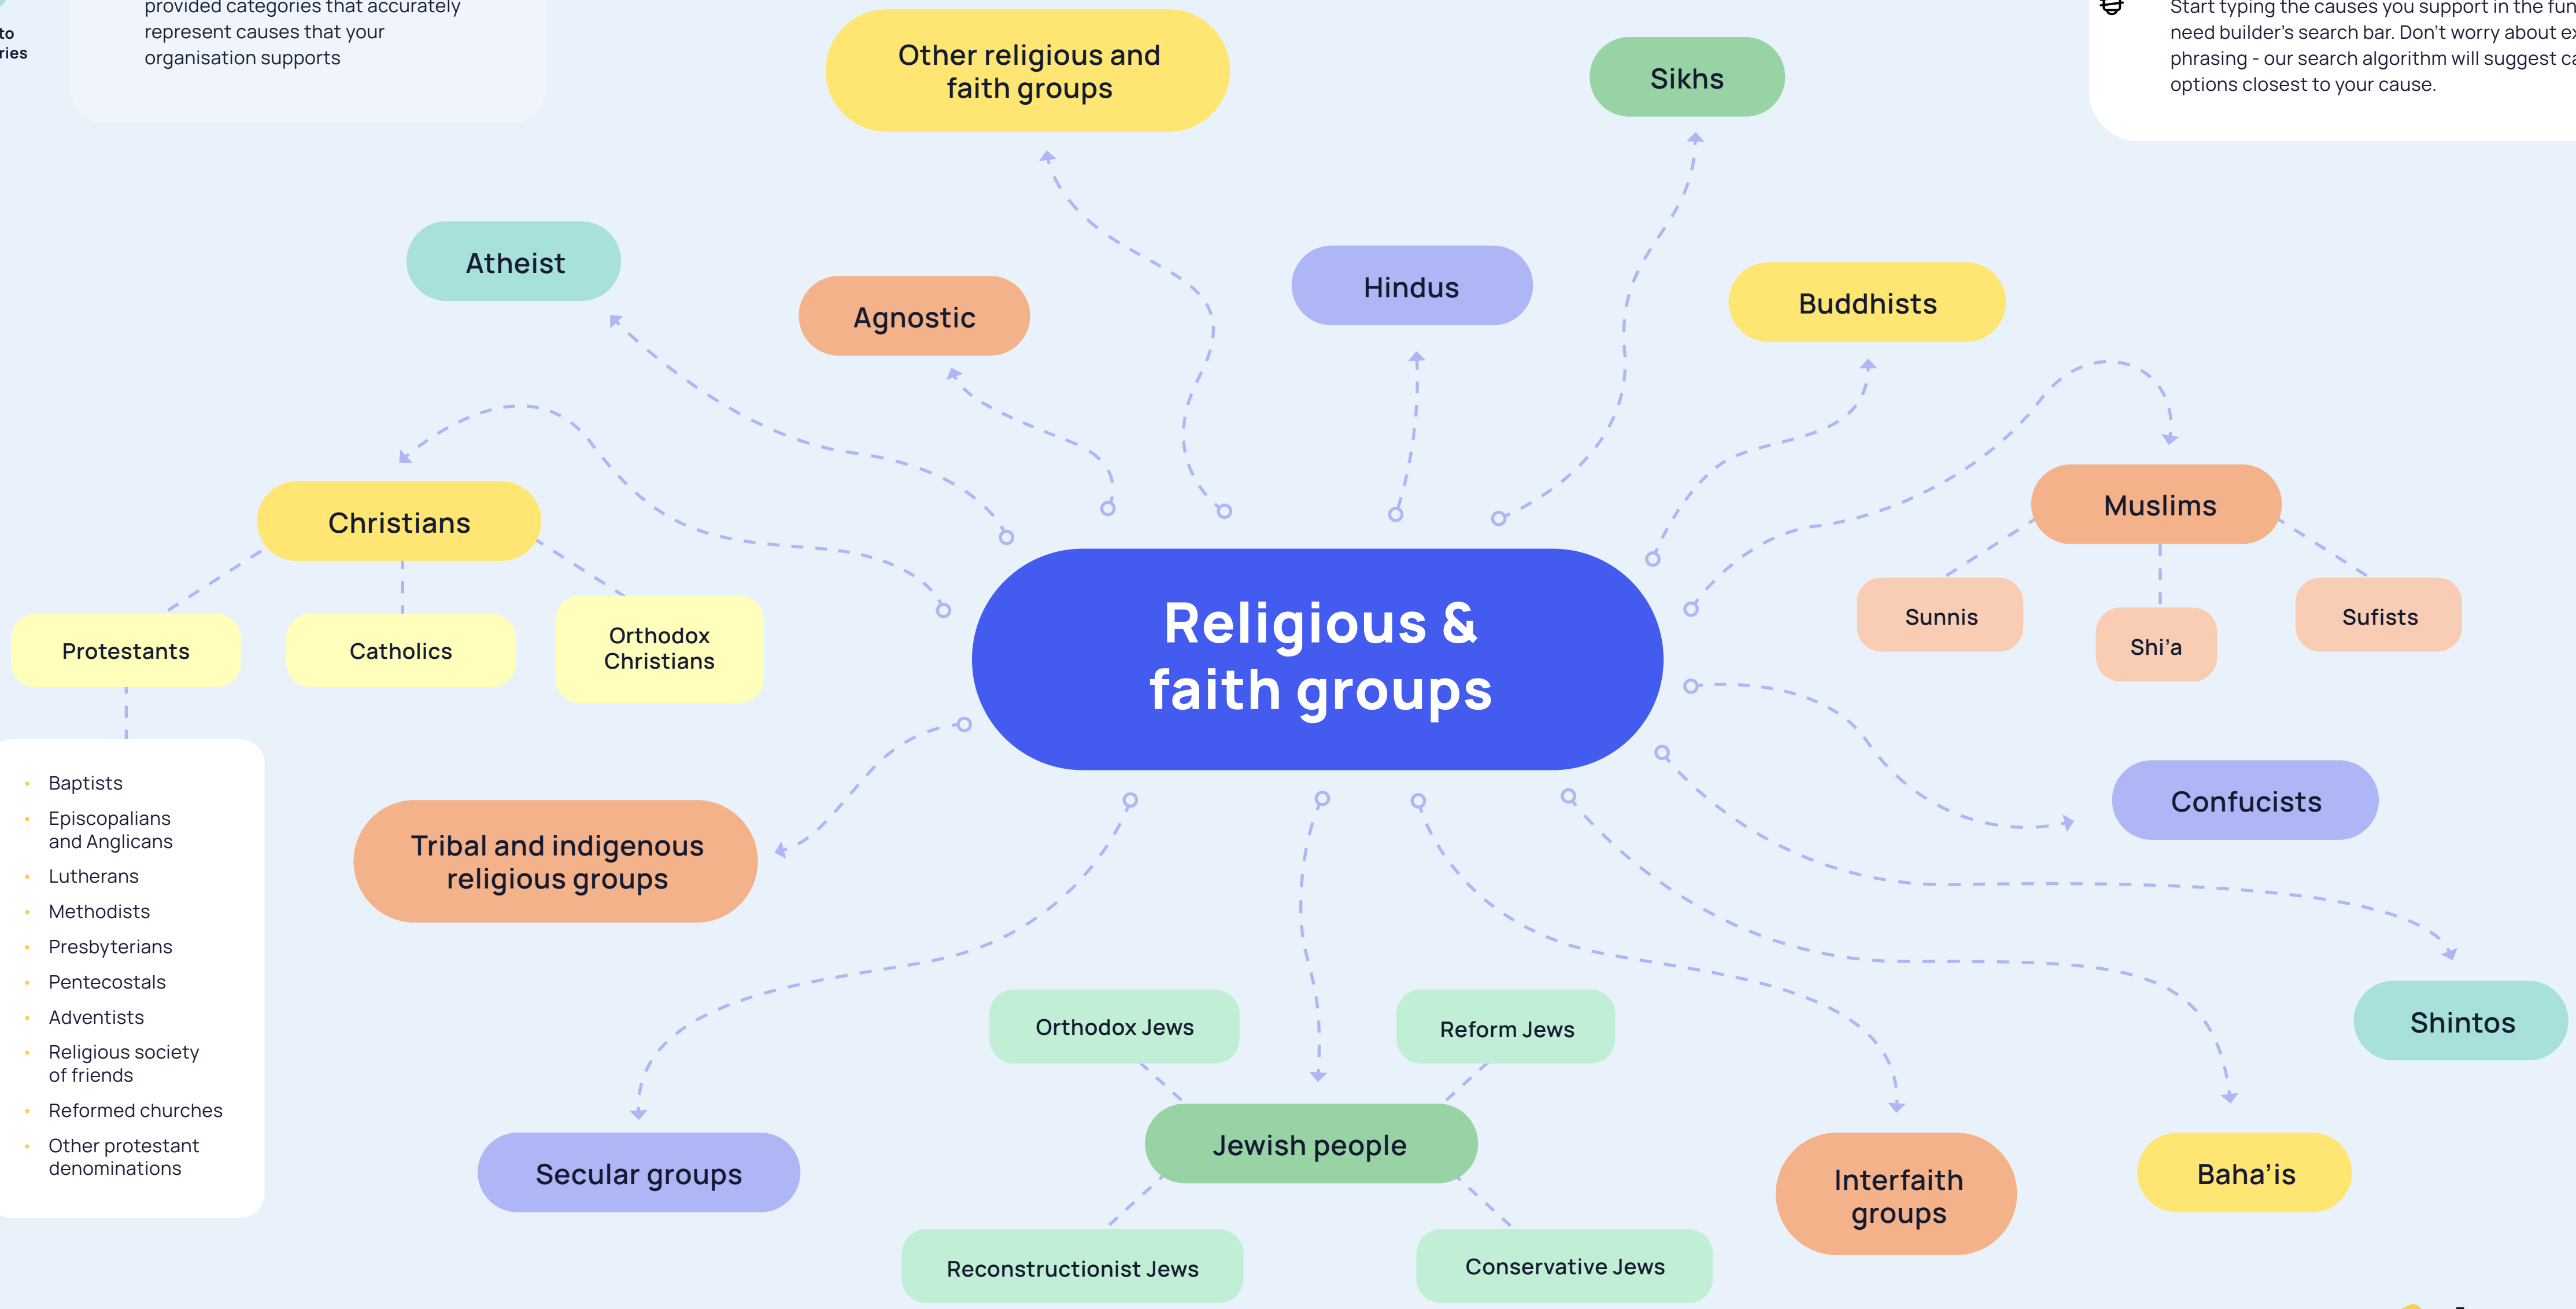 provided categories that accurately
represent causes that your
organisation supports
to
ries
Start typing the causes you support in the fun
need builder's search bar. Don't worry about ex
phrasing - our search algorithm will suggest ca
options closest to your cause.
Other religious and
faith groups
Sikhs
Atheist
Agnostic
Hindus
Buddhists
Christians
Muslims
Protestants
Catholics
Orthodox
Christians
Religious &
faith groups
Sunnis
Shi'a
Sufists
Baptists
Episcopalians
and Anglicans
Lutherans
Methodists
Presbyterians
Pentecostals
Adventists
Religious society
of friends
Reformed churches
Other protestant
denominations
Tribal and indigenous
religious groups
Confucists
Orthodox Jews
Reform Jews
Shintos
Secular groups
Jewish people
Interfaith
groups
Baha'is
Reconstructionist Jews
Conservative Jews